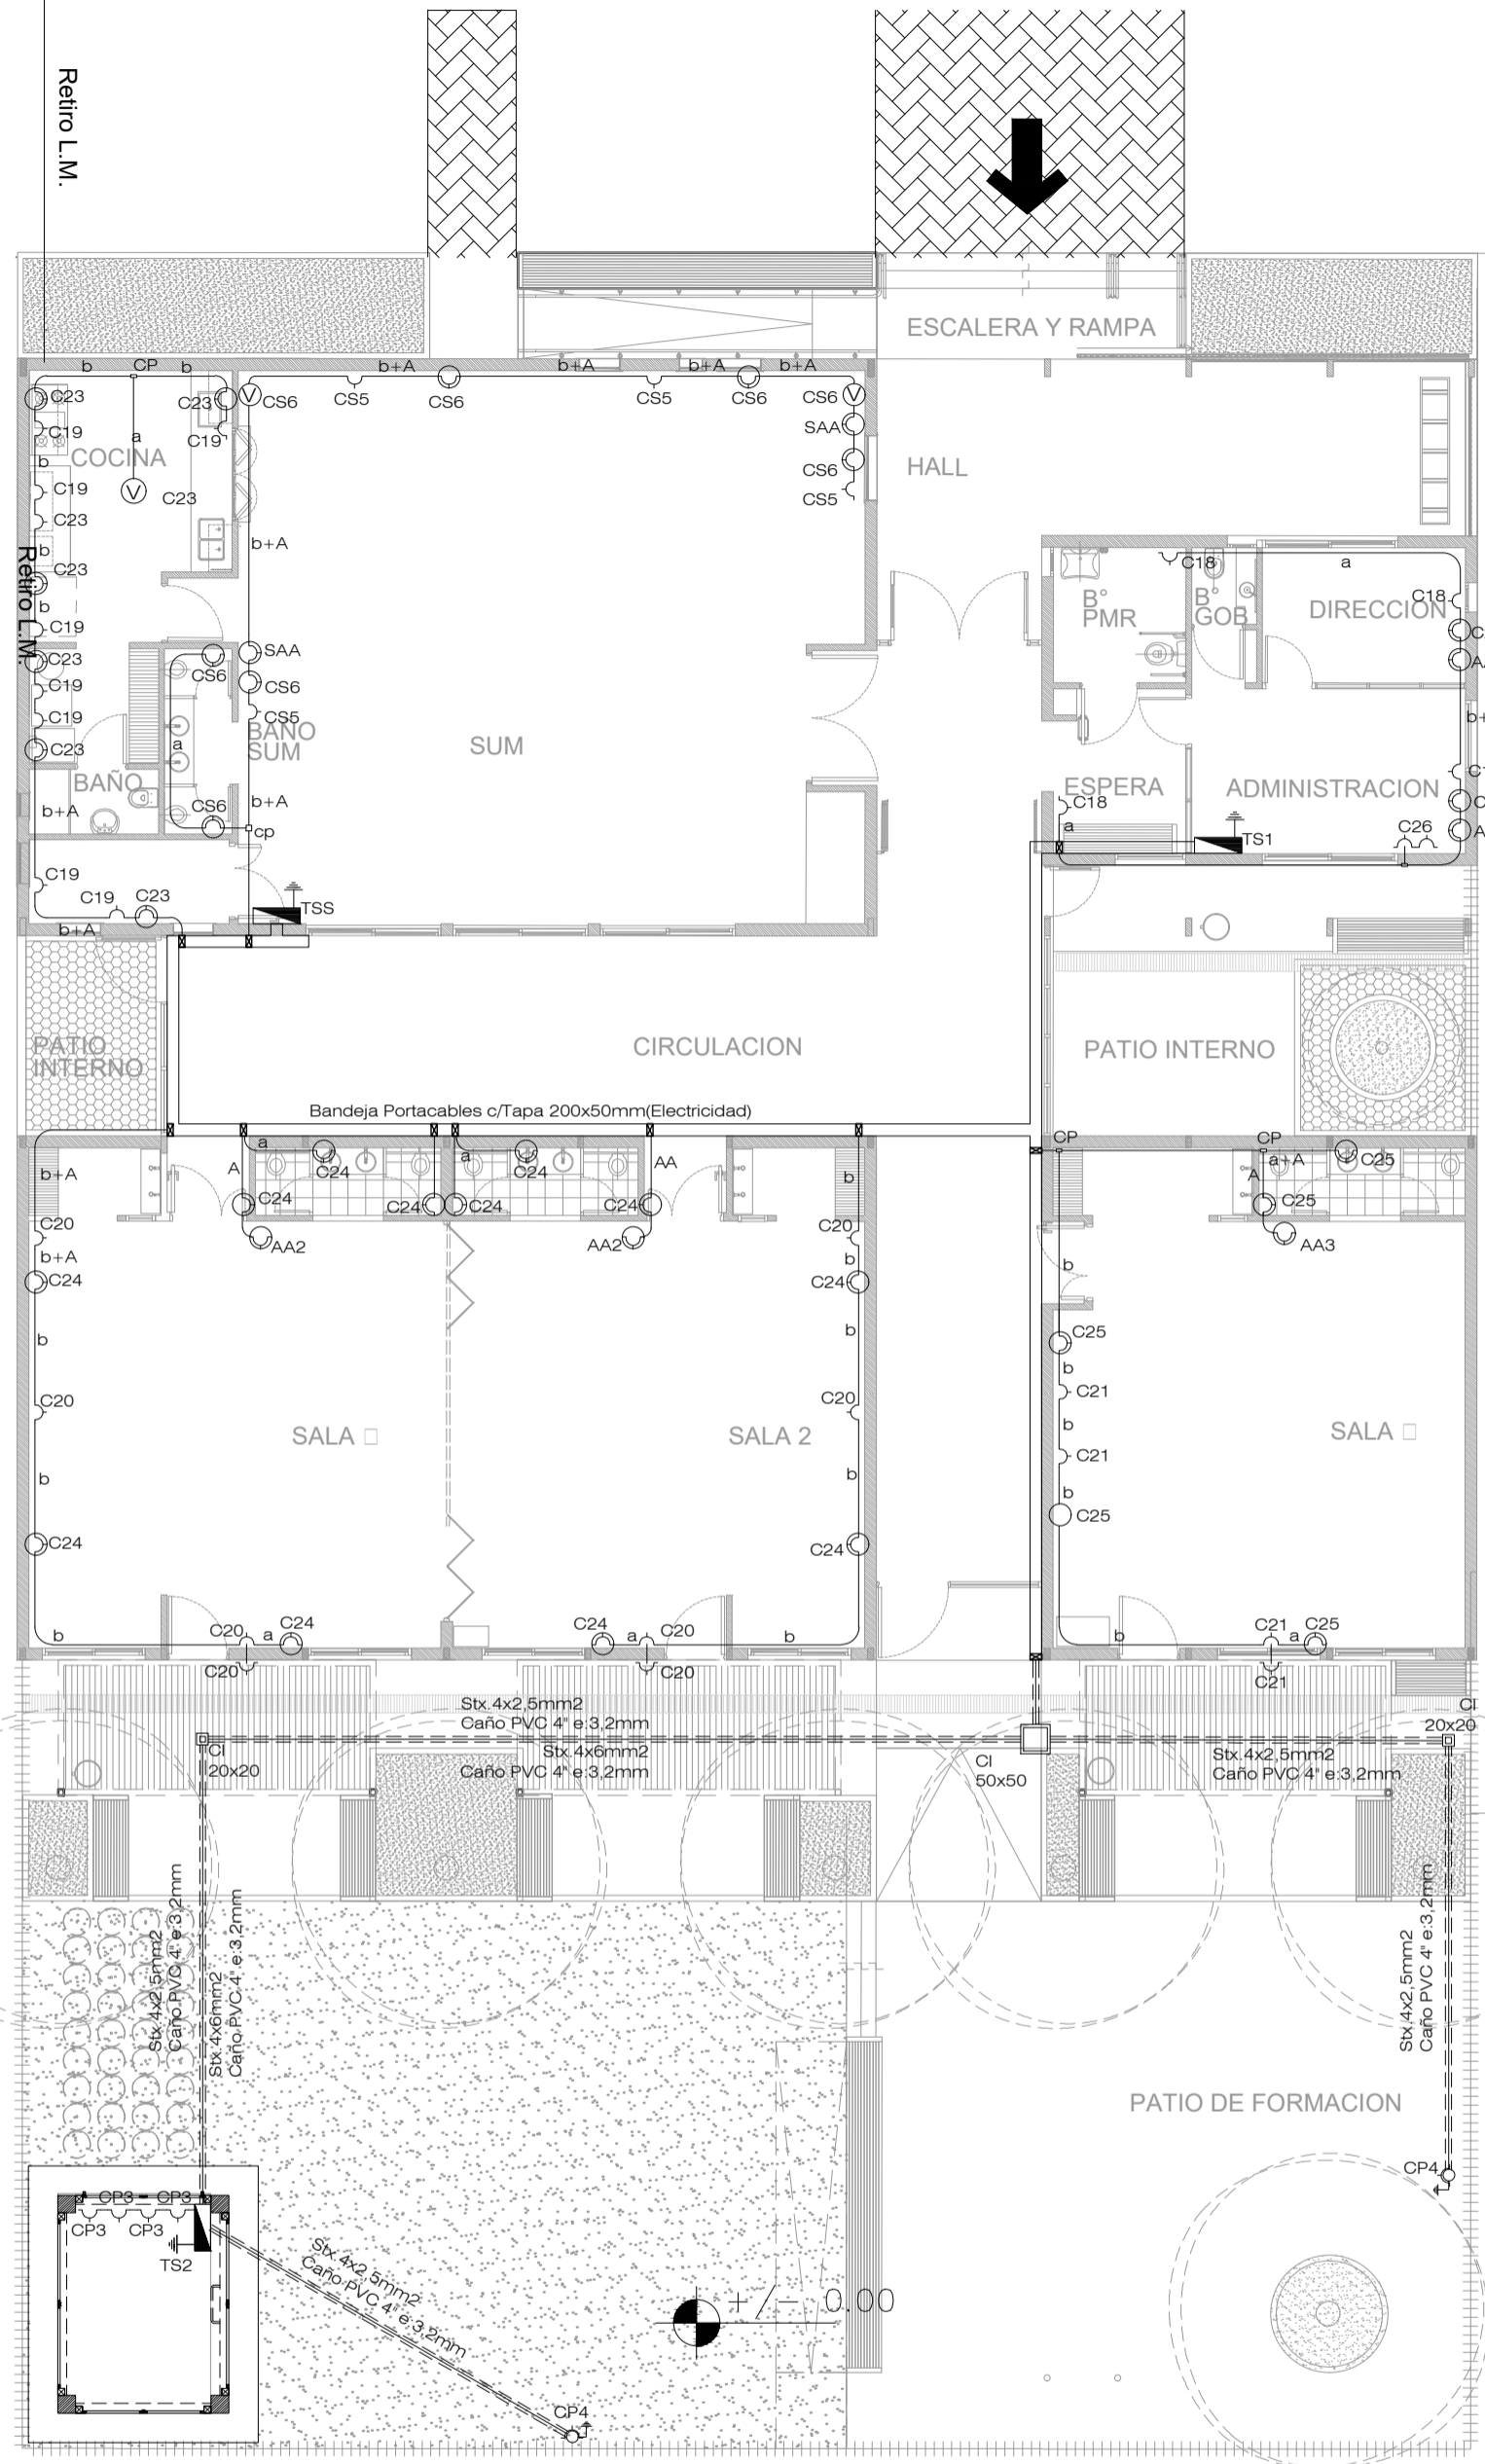 Retiro L.M.
ESCALERA Y RAMPA
b
CP
b
b+A
b+A
b+A
b+A
C23
C23
CS6
CS5
CS6
CS5
CS6
CS6
SAA
C19
a
C19
COCINA
HALL
CS6
CS5
b
C19
C23
C23
b
b+A
Retiro L.M.
C23
b
C19
C18
a
B°
PMR
B°
GOB
DIRECCION
C18
C23
C19
C19
C23
CS6
SAA
CS6
CS5
BAÑO
SUM
a
SUM
BAÑO
b+A
CS6
b+A
cp
ESPERA
ADMINISTRACION
C18
a
TS1
C26
C19
C19
C23
TSS
b+A
PATIO
INTERNO
CIRCULACION
PATIO INTERNO
Bandeja Portacables c/Tapa 200x50mm(Electricidad)
CP
CP
a
a
a+A
C25
b+A
A
C24
C24
AA
b
A
C24
C24
C24
C24
C25
C20
AA2
AA2
C20
AA3
b+A
b
b
C24
C24
b
b
C25
b
C20
C20
C21
b
SALA
SALA 2
SALA
C21
b
b
b
C25
C24
C24
b
C20
a
C24
C24
a
C20
b
b
C21
a
C25
C20
C20
C21
Stx.4x2,5mm2
Caño PVC 4" e:3,2mm
CI
20x20
CI
20x20
Stx.4x6mm2
Caño PVC 4" e:3,2mm
CI
50x50
Stx.4x2,5mm2
Caño PVC 4" e:3,2mm
Stx.4x2,5mm2
Caño PVC 4" e:3,2mm
Stx.4x6mm2
Caño PVC 4" e:3,2mm
Stx.4x2,5mm2
Caño PVC 4" e:3,2mm
PATIO DE FORMACION
CP4
CP3
CP3
CP3
CP3
TS2
Stx.4x2,5mm2
Caño PVC 4" e:3,2mm
+/- 0.00
CP4